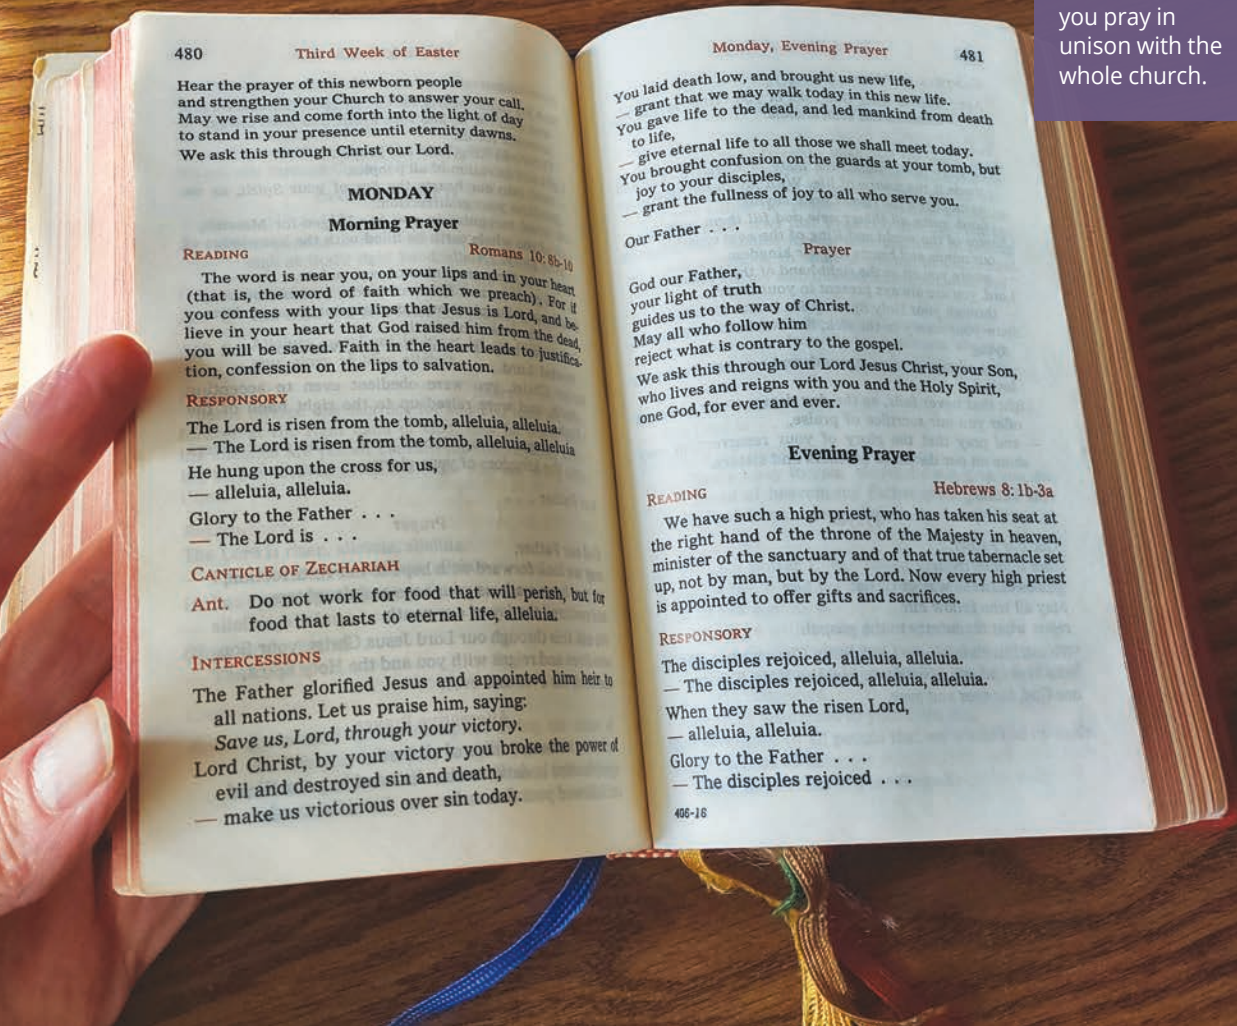 you pray in
unison with the
whole church.
480 Third Week of Easter
Hear the prayer of this newborn people
and strengthen your Church to answer your call.
May we rise and come forth into the light of day
to stand in your presence until eternity dawns.
We ask this through Christ our Lord.
MONDAY
Morning Prayer
READING Romans 10: 8b-10
The word is near you, on your lips and in your heart
(that is, the word of faith which we preach). For if
you confess with your lips that Jesus is Lord, and be-
lieve in your heart that God raised him from the dead,
you will be saved. Faith in the heart leads to justifica-
tion, confession on the lips to salvation.
RESPONSORY
The Lord is risen from the tomb, alleluia, alleluia.
— The Lord is risen from the tomb, alleluia, alleluia
He hung upon the cross for us,
— alleluia, alleluia.
Glory to the Father . . .
— The Lord is . . .
CANTICLE OF ZECHARIAH
Ant. Do not work for food that will perish, but for
food that lasts to eternal life, alleluia.
INTERCESSIONS
The Father glorified Jesus and appointed him heir to
all nations. Let us praise him, saying:
Save us, Lord, through your victory.
Lord Christ, by your victory you broke the power of
evil and destroyed sin and death,
— make us victorious over sin today.
Monday, Evening Prayer 481
You laid death low, and brought us new life,
— grant that we may walk today in this new life.
You gave life to the dead, and led mankind from death
to life,
— give eternal life to all those we shall meet today.
You brought confusion on the guards at your tomb, but
joy to your disciples,
— grant the fullness of joy to all who serve you.
Our Father . . .
Prayer
God our Father,
your light of truth
guides us to the way of Christ.
May all who follow him
reject what is contrary to the gospel.
We ask this through our Lord Jesus Christ, your Son,
who lives and reigns with you and the Holy Spirit,
one God, for ever and ever.
Evening Prayer
READING Hebrews 8: 1b-3a
We have such a high priest, who has taken his seat at
the right hand of the throne of the Majesty in heaven,
minister of the sanctuary and of that true tabernacle set
up, not by man, but by the Lord. Now every high priest
is appointed to offer gifts and sacrifices.
RESPONSORY
The disciples rejoiced, alleluia, alleluia.
— The disciples rejoiced, alleluia, alleluia.
When they saw the risen Lord,
— alleluia, alleluia.
Glory to the Father . . .
— The disciples rejoiced . . .
406-16